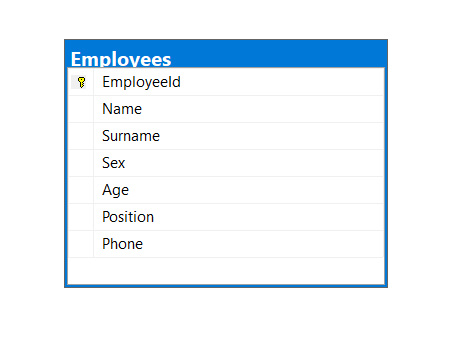 Employees
EmployeeId
Name
Surname
Sex
Age
Position
Phone